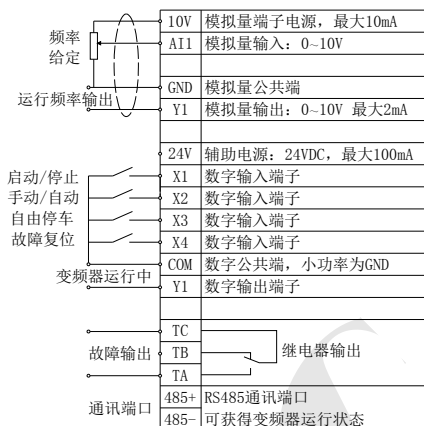 频率
给定
10V 模拟量端子电源，最大10mA
AI1 模拟量输入：0~10V
GND 模拟量公共端
运行频率输出
Y1 模拟量输出：0~10V 最大2mA
24V 辅助电源：24VDC，最大100mA
启动/停止 X1 数字输入端子
手动/自动 X2 数字输入端子
自由停车 X3 数字输入端子
故障复位 X4 数字输入端子
COM 数字公共端，小功率为GND
变频器运行中
Y1 数字输出端子
TC
故障输出 TB 继电器输出
TA
通讯端口
485+ RS485通讯端口
485- 可获得变频器运行状态